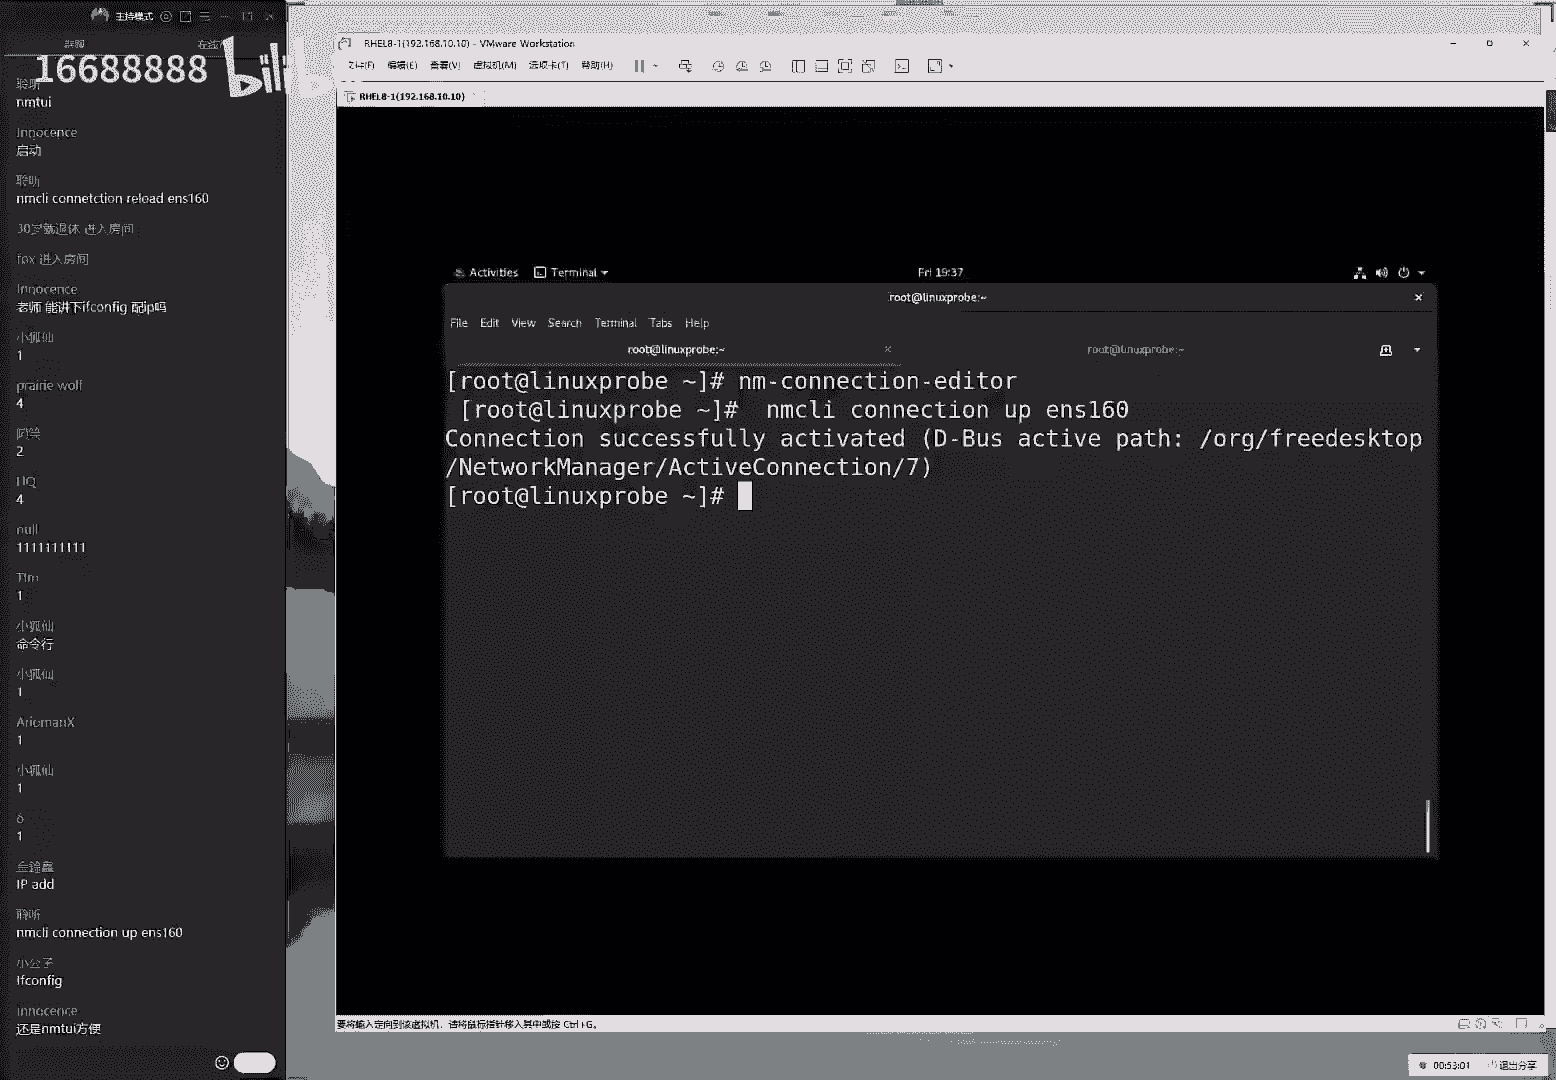 主持模式
16688888
bili
聪听
nmtui
Innocence
启动
聆听
nmcli connetction reload ens160
30岁就退休 进入房间
fox 进入房间
Innocence
老师 能讲下ifconfig 配ip吗
小狐仙
1
prairie wolf
4
2
HQ
4
null
1111111111
Tim
1
小狐仙
命令行
小狐仙
1
AriemanX
1
小狐仙
1
1
IP add
聆听
nmcli connection up ens160
小公子
Ifconfig
innocence
还是nmtui方便
RHEL8-1(192.168.10.10) - VMware Workstation
文件(F) 编辑(E) 查看(V) 虚拟机(M) 选项卡(T) 帮助(H)
RHEL8-1(192.168.10.10)
Activities Terminal Fri 19:37
root@linuxprobe:~
File Edit View Search Terminal Tabs Help
root@linuxprobe:~ root@linuxprobe:~
[root@linuxprobe ~]# nm-connection-editor
[root@linuxprobe ~]# nmcli connection up ens160
Connection successfully activated (D-Bus active path: /org/freedesktop
/NetworkManager/ActiveConnection/7)
[root@linuxprobe ~]#
要将输入定向到该虚拟机，请将鼠标指针移入其中或按 Ctrl+G。
00:53:01 退出分享